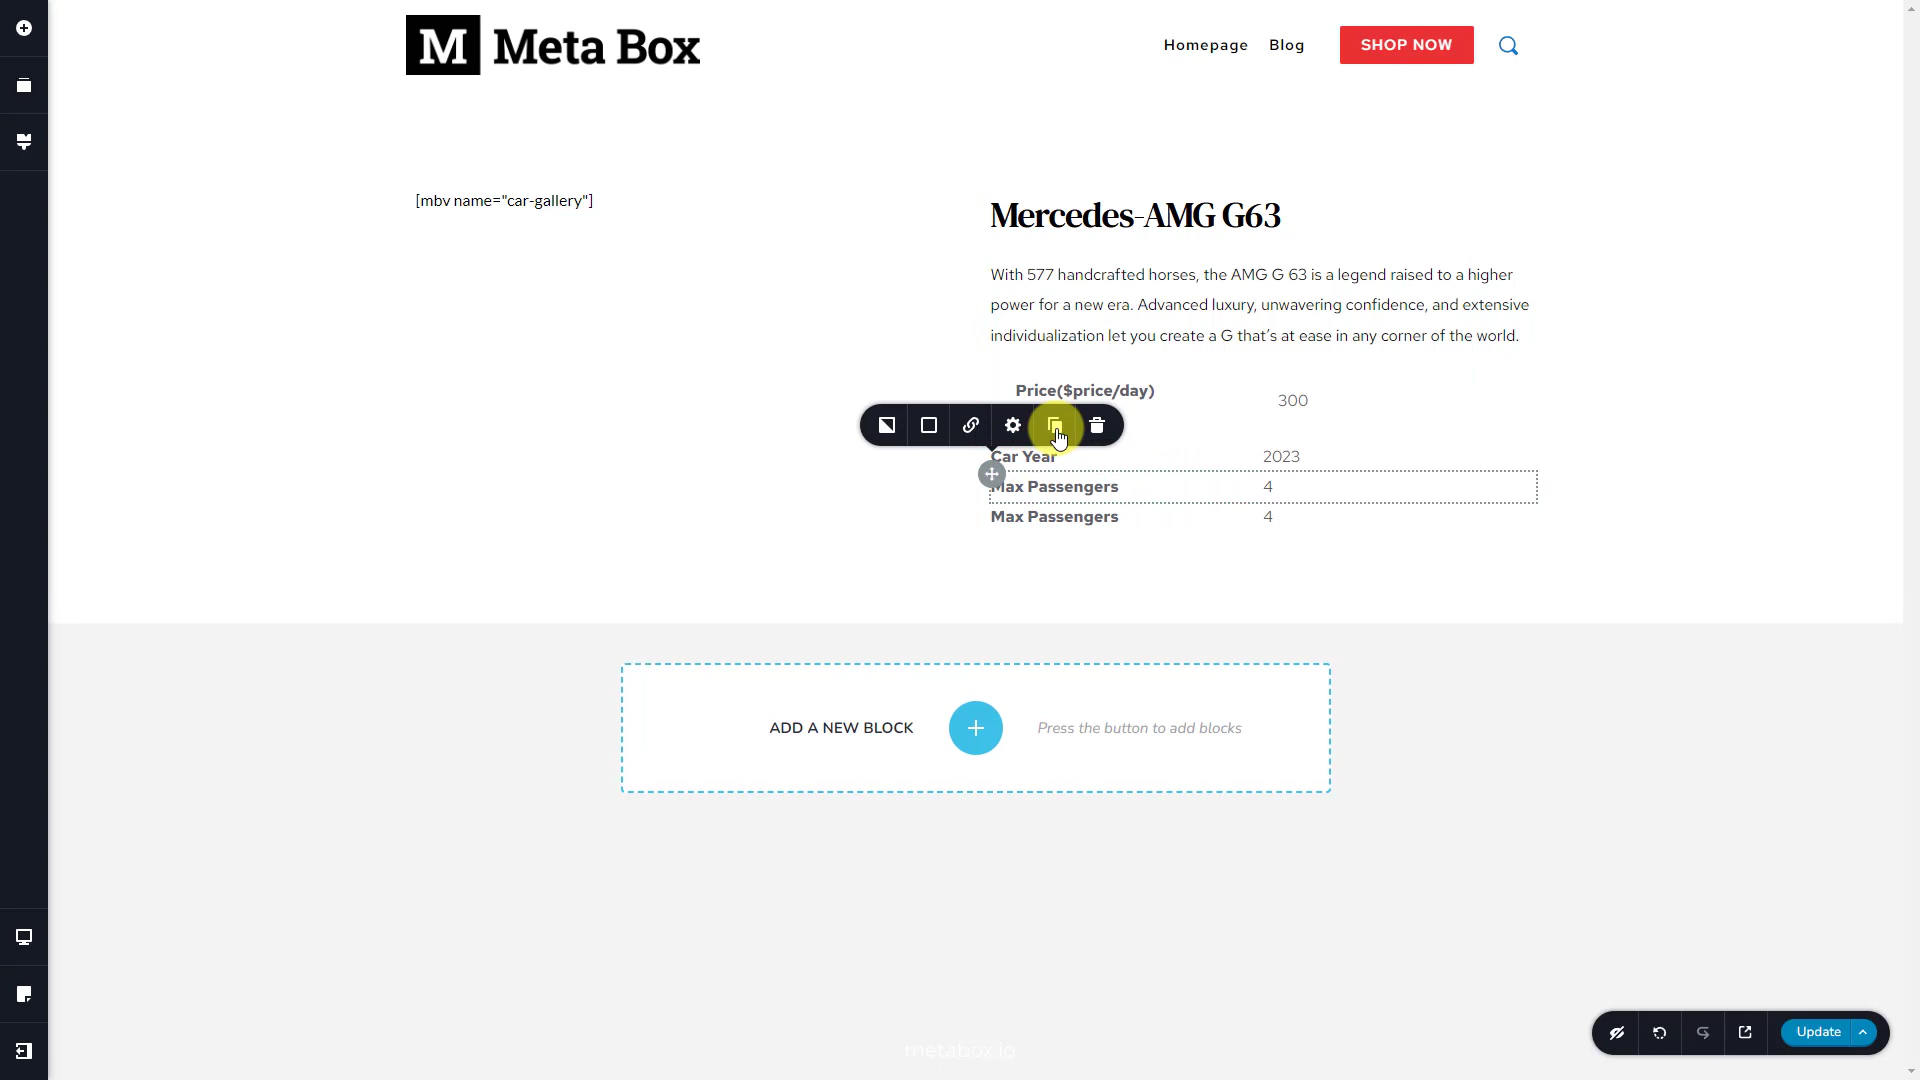 M Meta Box
Homepage Blog SHOP NOW
[mbv name="car-gallery"]
Mercedes-AMG G63
With 577 handcrafted horses, the AMG G 63 is a legend raised to a higher
power for a new era. Advanced luxury, unwavering confidence, and extensive
individualization let you create a G that's at ease in any corner of the world.
Price($price/day) 300
Car Year 2023
Max Passengers 4
Max Passengers 4
ADD A NEW BLOCK Press the button to add blocks
Update
metabox.io